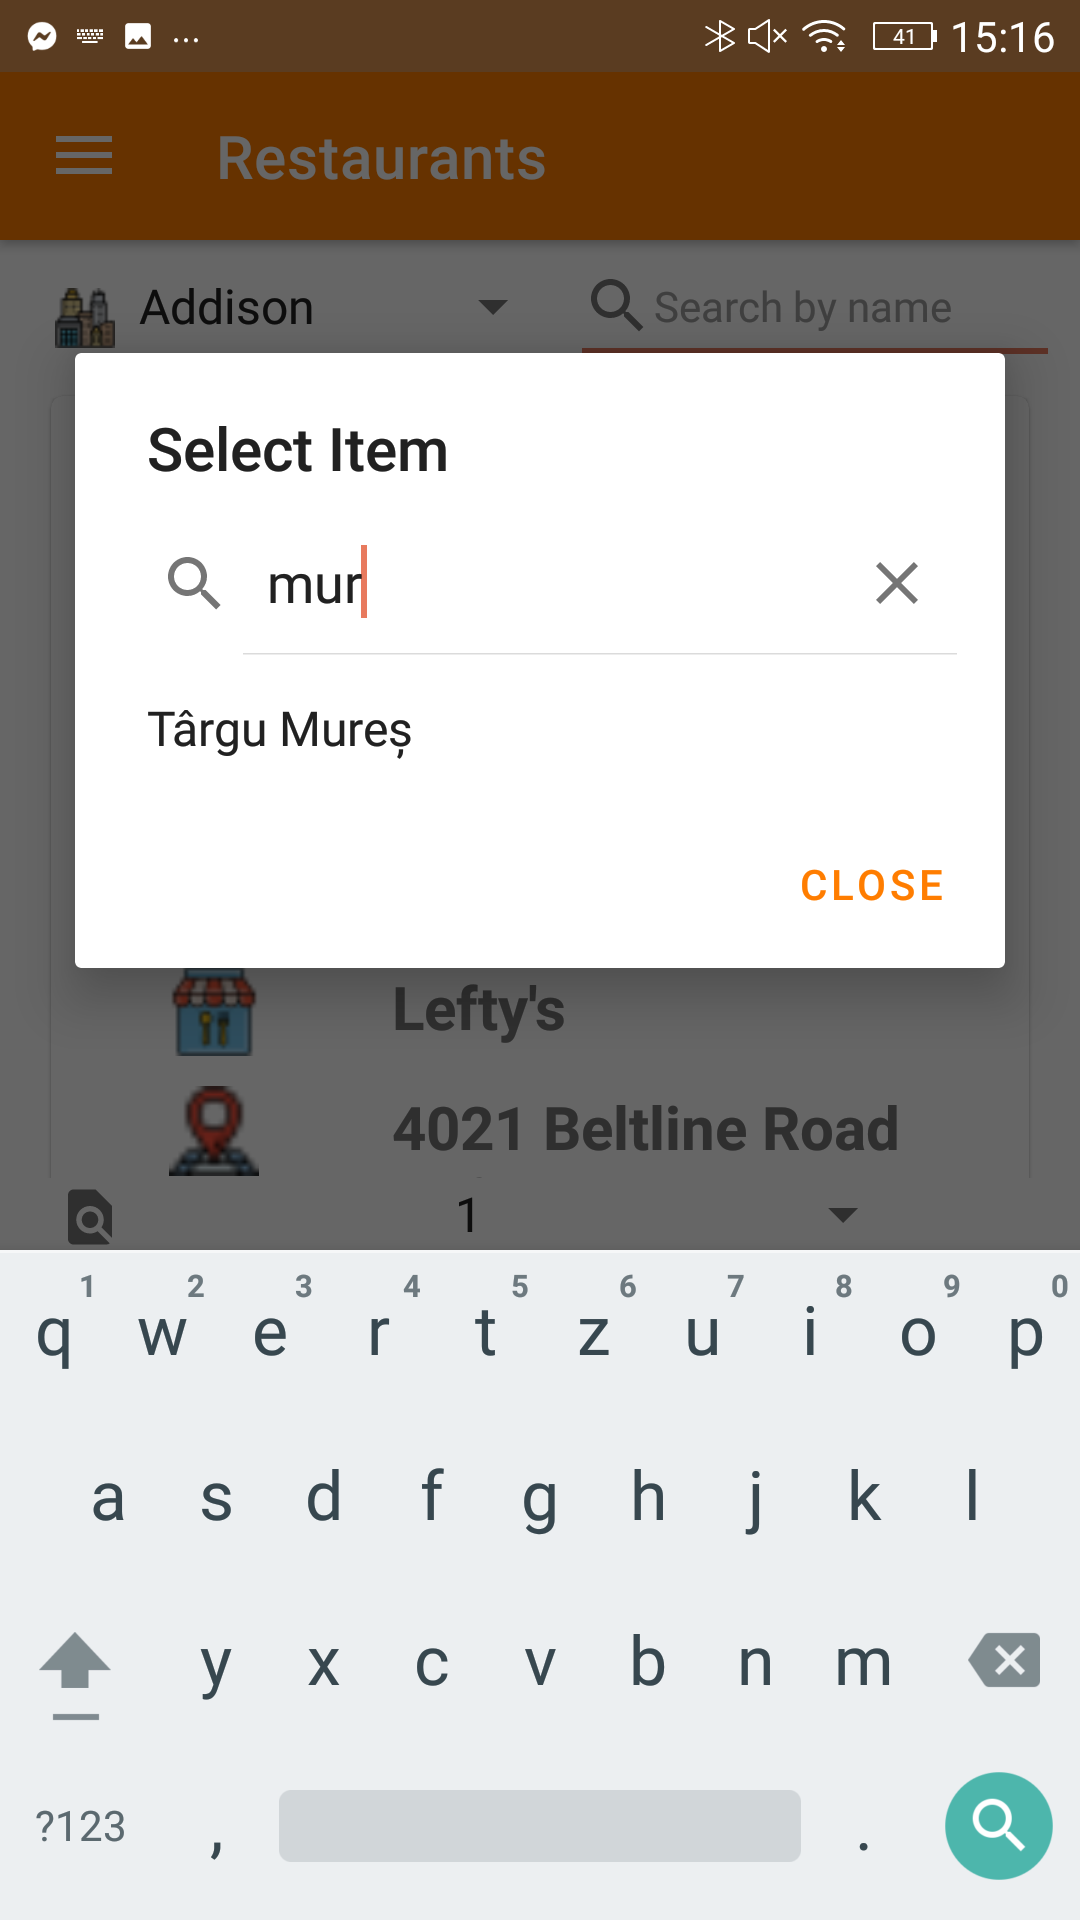 ... 41 15:16
Restaurants
Addison Search by name
Select Item
mur
Târgu Mureș
CLOSE
Lefty's
4021 Beltline Road
1
1 2 3 4 5 6 7 8 9 0
q w e r t z u i o p
a s d f g h j k l
y x c v b n m
?123 , .